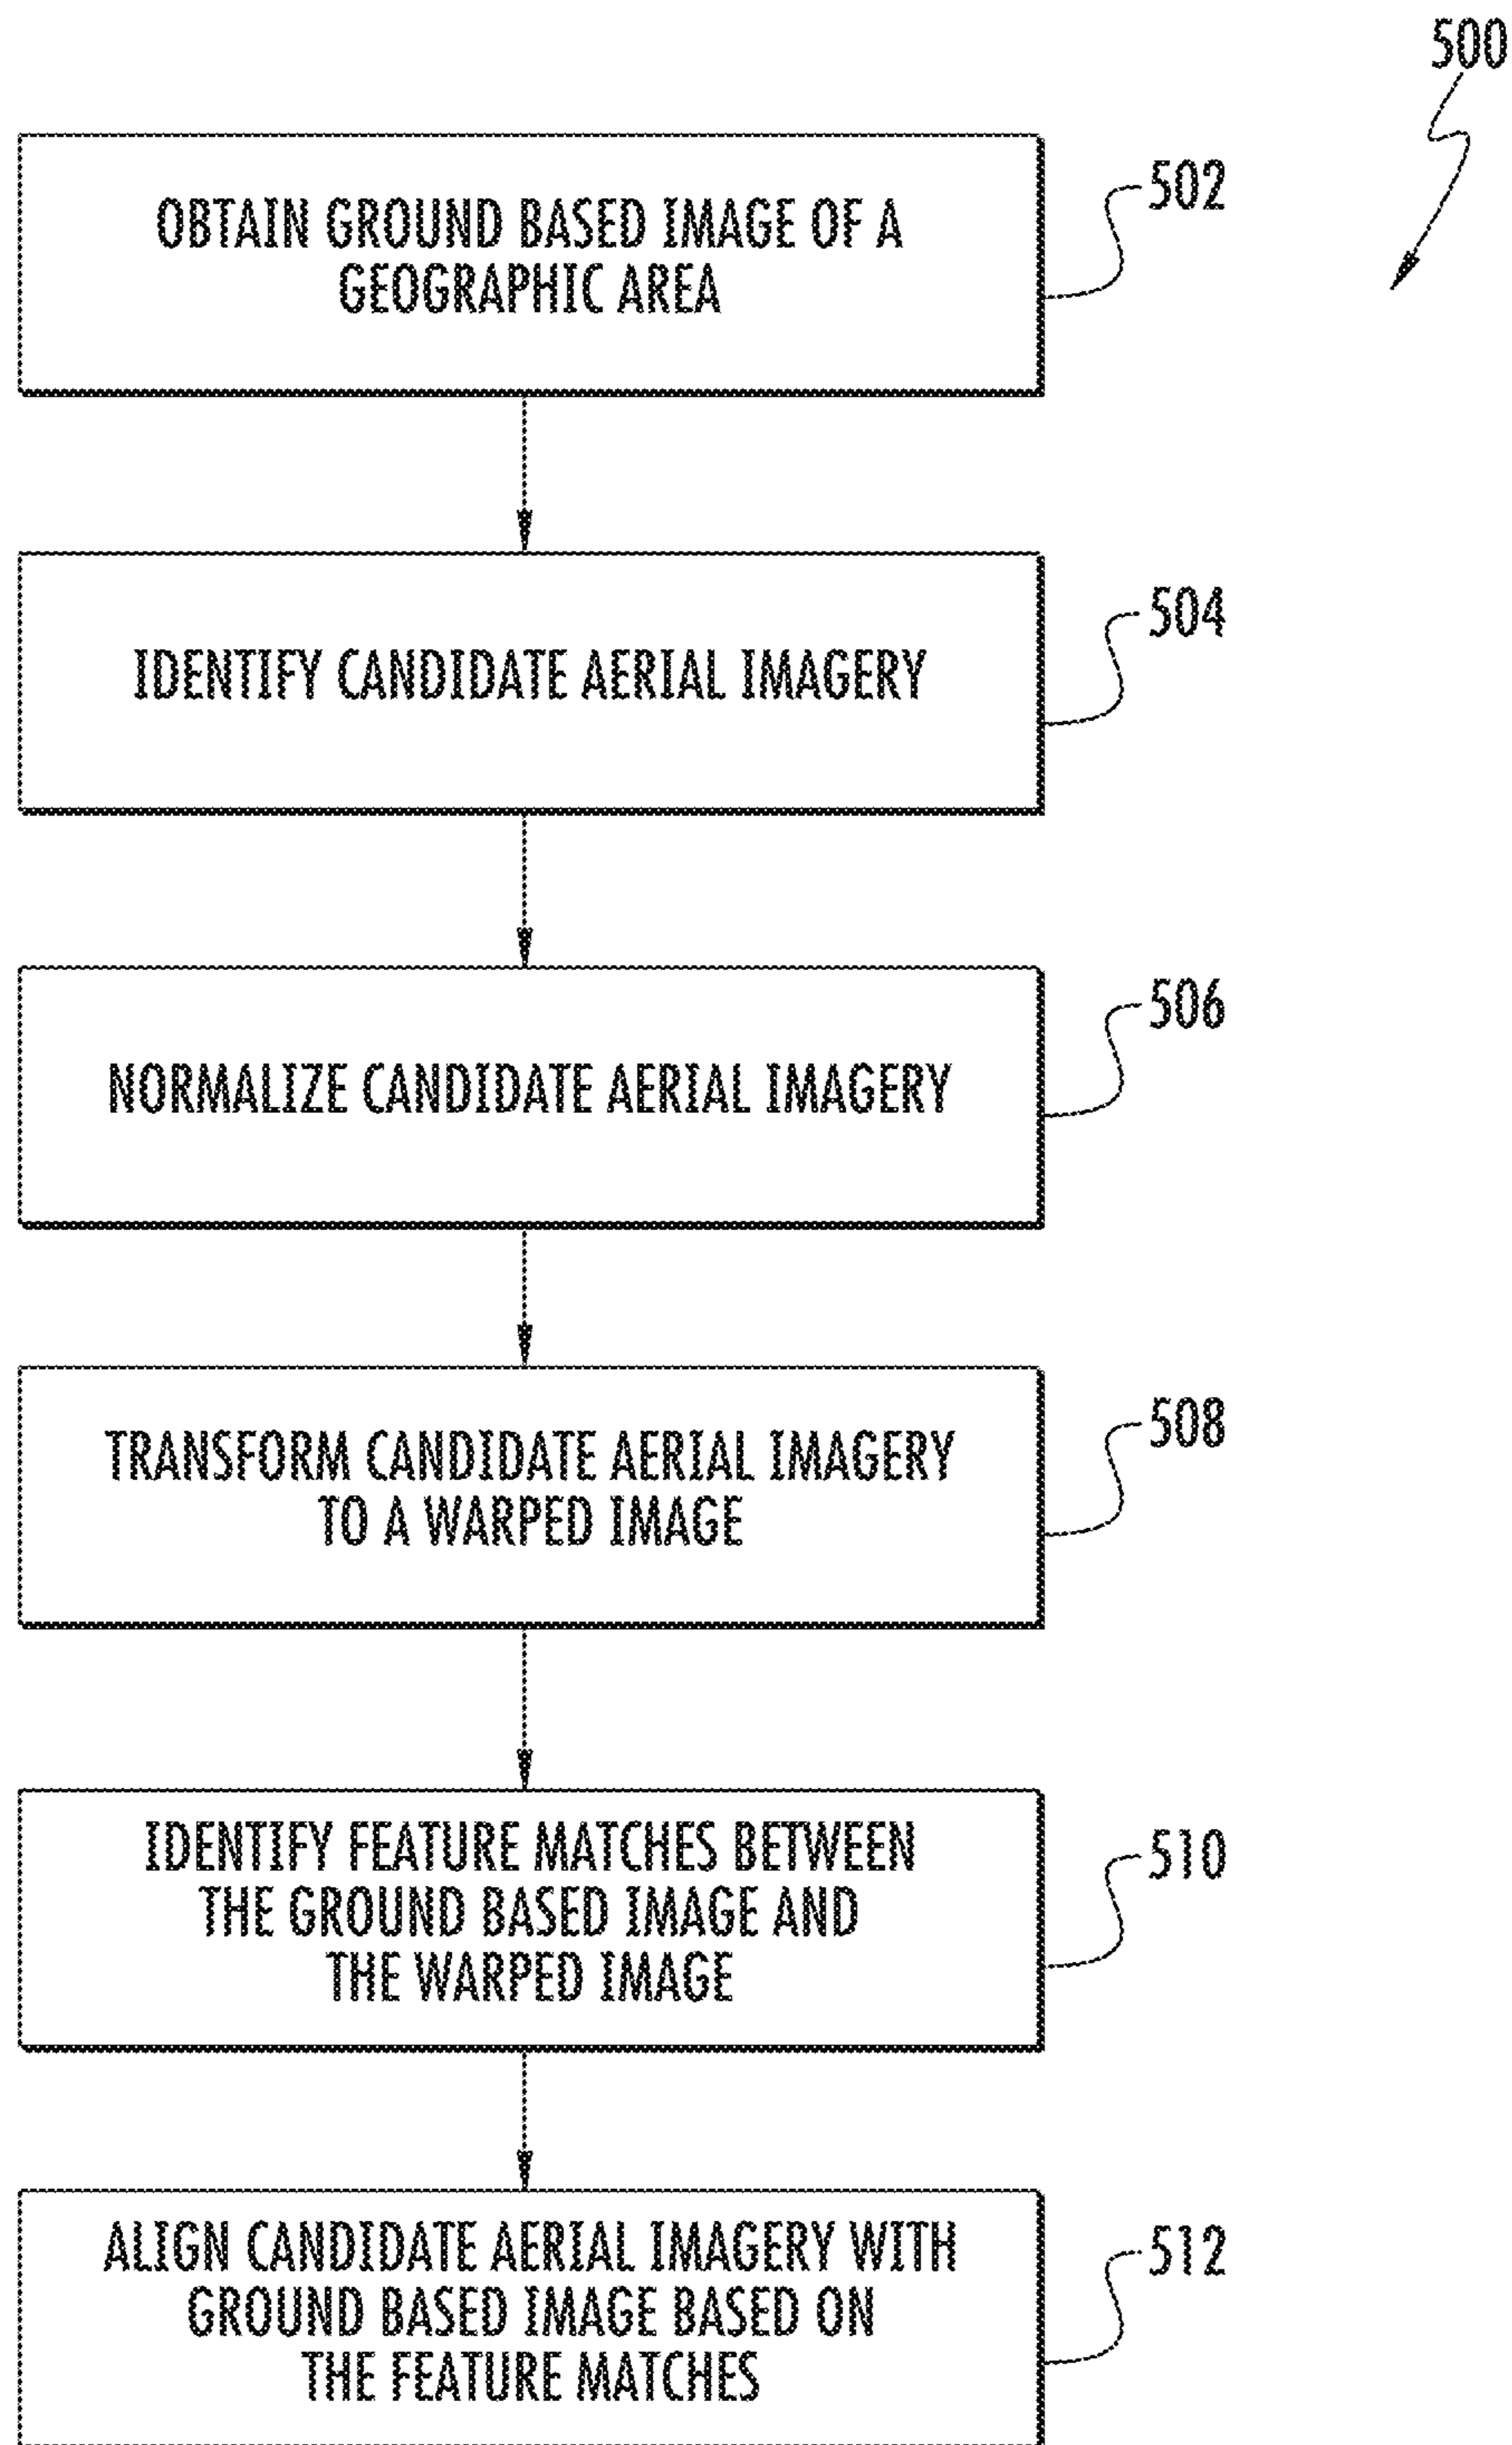 500
OBTAIN GROUND BASED IMAGE OF A
GEOGRAPHIC AREA
502
IDENTIFY CANDIDATE AERIAL IMAGERY
504
NORMALIZE CANDIDATE AERIAL IMAGERY
506
TRANSFORM CANDIDATE AERIAL IMAGERY
TO A WARPED IMAGE
508
IDENTIFY FEATURE MATCHES BETWEEN
THE GROUND BASED IMAGE AND
THE WARPED IMAGE
510
ALIGN CANDIDATE AERIAL IMAGERY WITH
GROUND BASED IMAGE BASED ON
THE FEATURE MATCHES
512